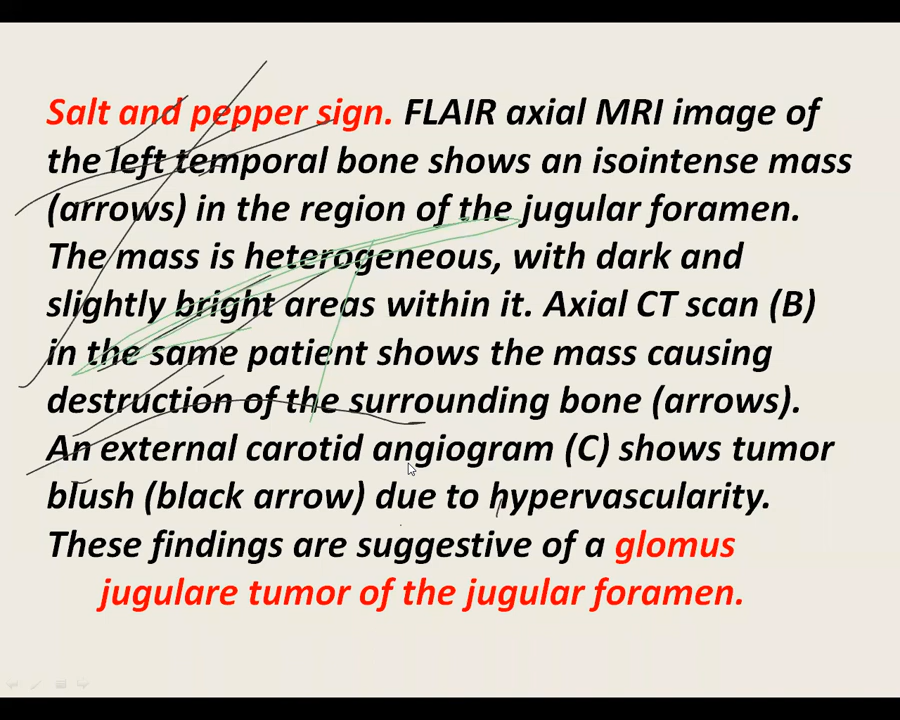 Salt and pepper sign. FLAIR axial MRI image of
the left temporal bone shows an isointense mass
(arrows) in the region of the jugular foramen.
The mass is heterogeneous, with dark and
slightly bright areas within it. Axial CT scan (B)
in the same patient shows the mass causing
destruction of the surrounding bone (arrows).
An external carotid angiogram (C) shows tumor
blush (black arrow) due to hypervascularity.
These findings are suggestive of a glomus
jugulare tumor of the jugular foramen.